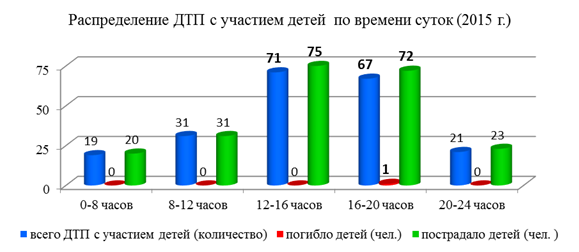 Распределение ДТП с участием детей по времени суток (2015 г.)
75
50
25
0
19 0 20
31 0 31
71 0 75
67 1 72
21 0 23
0-8 часов 8-12 часов 12-16 часов 16-20 часов 20-24 часов
всего ДТП с участием детей (количество) погибло детей (чел.) пострадало детей (чел. )